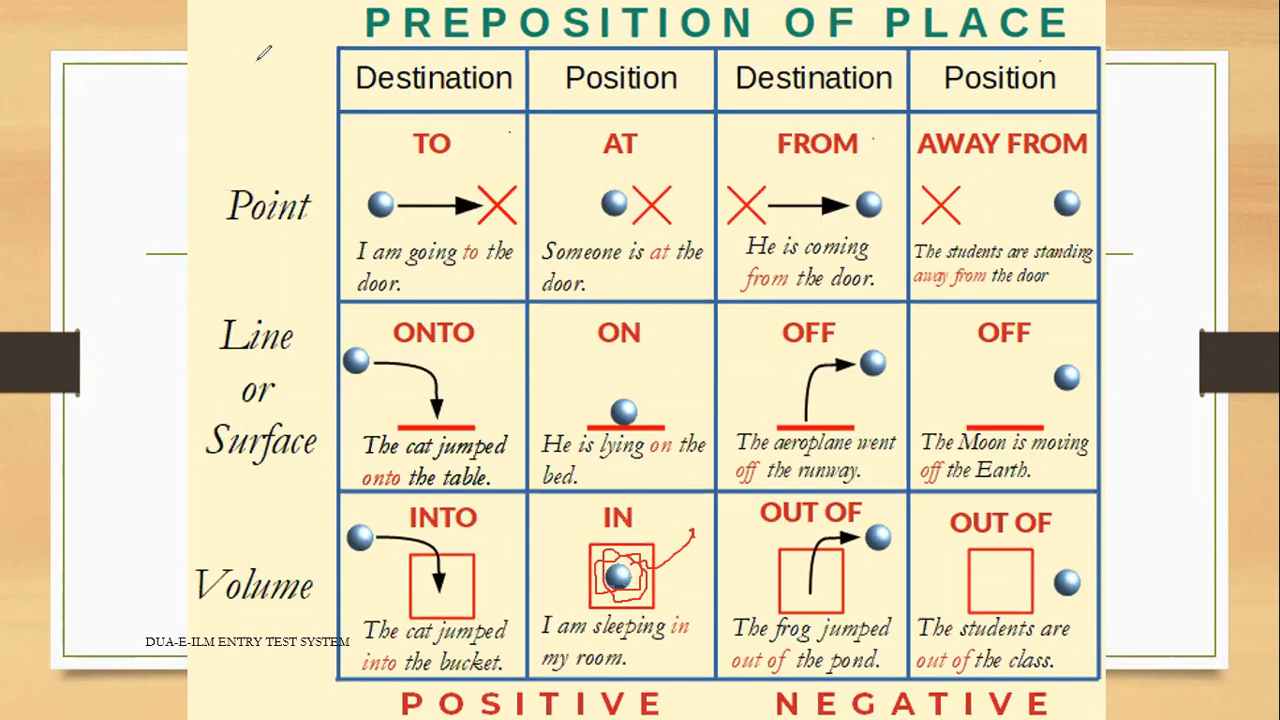 PREPOSITION OF PLACE
Destination
Position
Destination
Position
Point
TO
I am going to the
door.
AT
Someone is at the
door.
FROM
He is coming
from the door.
AWAY FROM
The students are standing
away from the door
Line
or
Surface
ONTO
The cat jumped
onto the table.
ON
He is lying on the
bed.
OFF
The aeroplane went
off the runway.
OFF
The Moon is moving
off the Earth.
Volume
INTO
The cat jumped
into the bucket.
IN
I am sleeping in
my room.
OUT OF
The frog jumped
out of the pond.
OUT OF
The students are
out of the class.
DUA-E-ILM ENTRY TEST SYSTEM
POSITIVE
NEGATIVE